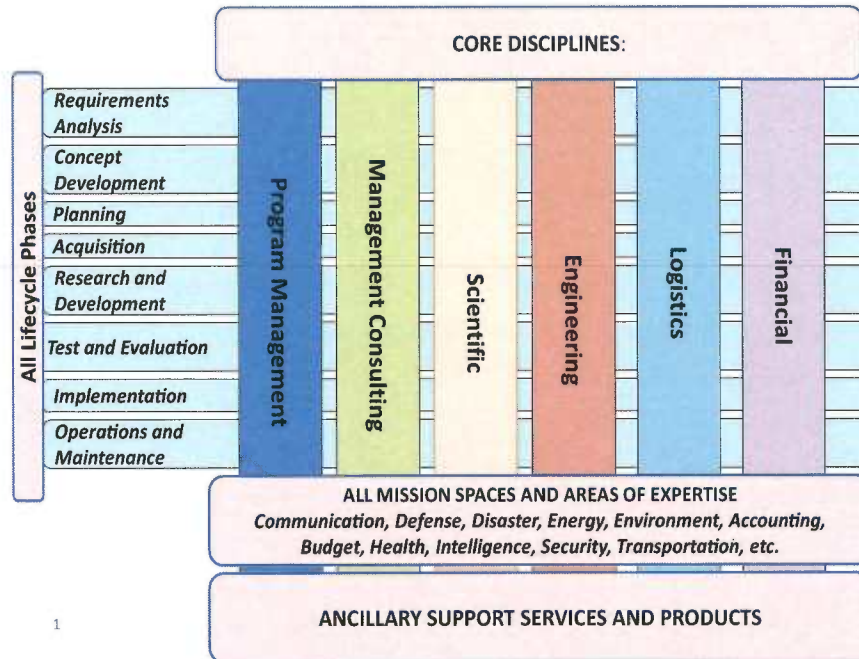 CORE DISCIPLINES:
All Lifecycle Phases
Requirements
Analysis
Concept
Development
Planning
Acquisition
Research and
Development
Test and Evaluation
Implementation
Operations and
Maintenance
Program Management
Management Consulting
Scientific
Engineering
Logistics
Financial
ALL MISSION SPACES AND AREAS OF EXPERTISE
Communication, Defense, Disaster, Energy, Environment, Accounting,
Budget, Health, Intelligence, Security, Transportation, etc.
ANCILLARY SUPPORT SERVICES AND PRODUCTS
1